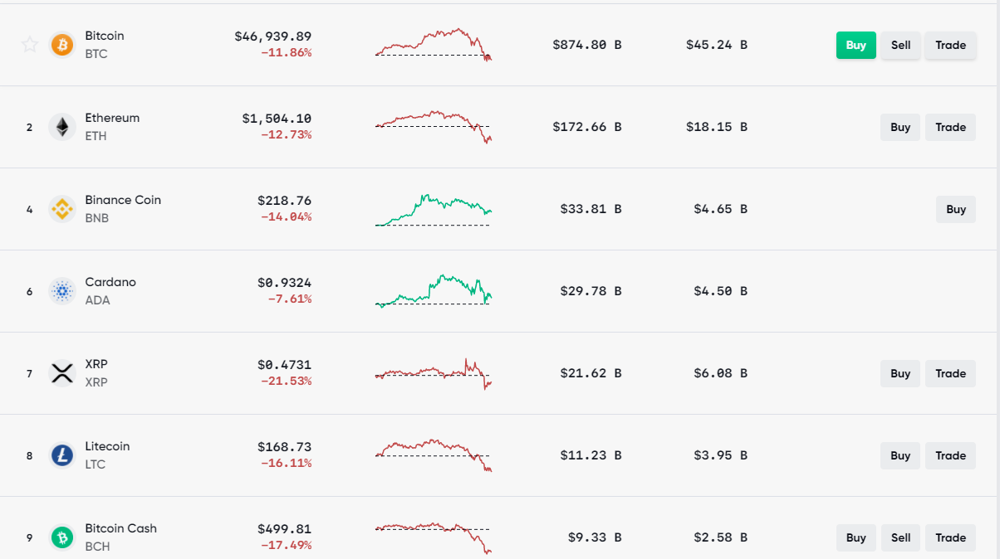 Bitcoin
BTC
$46,939.89
−11.86%
$874.80 B
$45.24 B
Buy
Sell
Trade
2
Ethereum
ETH
$1,504.10
−12.73%
$172.66 B
$18.15 B
Buy
Trade
4
Binance Coin
BNB
$218.76
−14.04%
$33.81 B
$4.65 B
Buy
6
Cardano
ADA
$0.9324
−7.61%
$29.78 B
$4.50 B
7
XRP
XRP
$0.4731
−21.53%
$21.62 B
$6.08 B
Buy
Trade
8
Litecoin
LTC
$168.73
−16.11%
$11.23 B
$3.95 B
Buy
Trade
9
Bitcoin Cash
BCH
$499.81
−17.49%
$9.33 B
$2.58 B
Buy
Sell
Trade